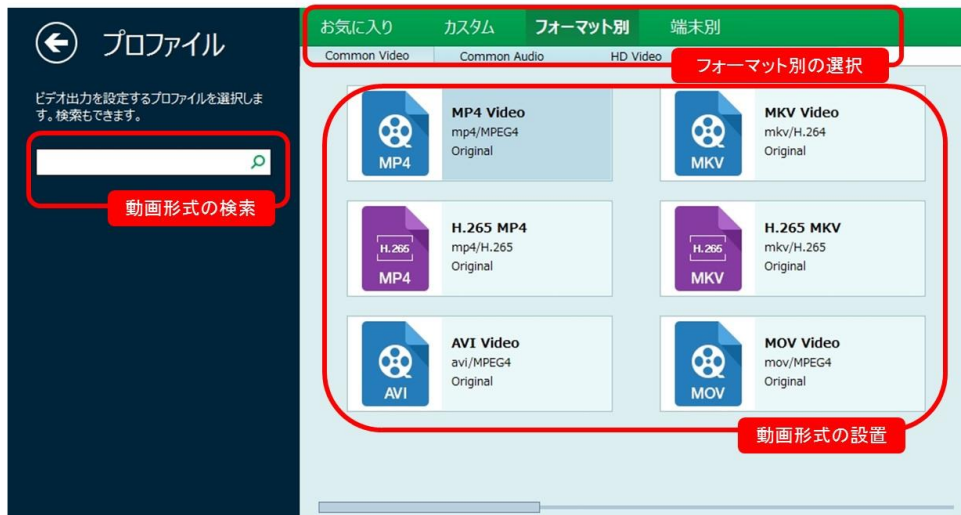 プロファイル
ビデオ出力を設定するプロファイルを選択しま
す。検索もできます。
動画形式の検索
お気に入り カスタム フォーマット別 端末別
Common Video Common Audio HD Video
フォーマット別の選択
MP4
MP4 Video
mp4/MPEG4
Original
MKV
MKV Video
mkv/H.264
Original
H.265
MP4
H.265 MP4
mp4/H.265
Original
H.265
MKV
H.265 MKV
mkv/H.265
Original
AVI
AVI Video
avi/MPEG4
Original
MOV
MOV Video
mov/MPEG4
Original
動画形式の設置